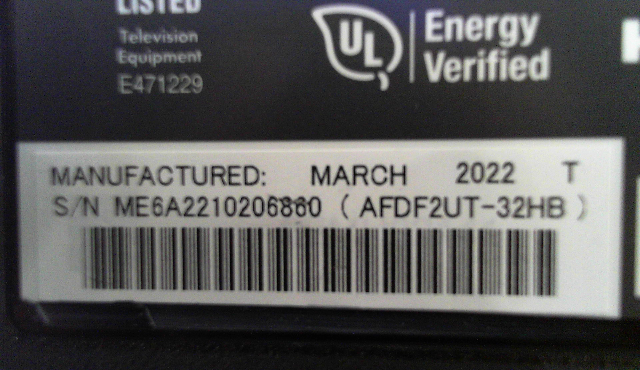 LISTED
Television
Equipment
E471229
UL
Energy
Verified
MANUFACTURED: MARCH 2022 T
S/N ME6A2210206860 ( AFDF2UT-32HB )